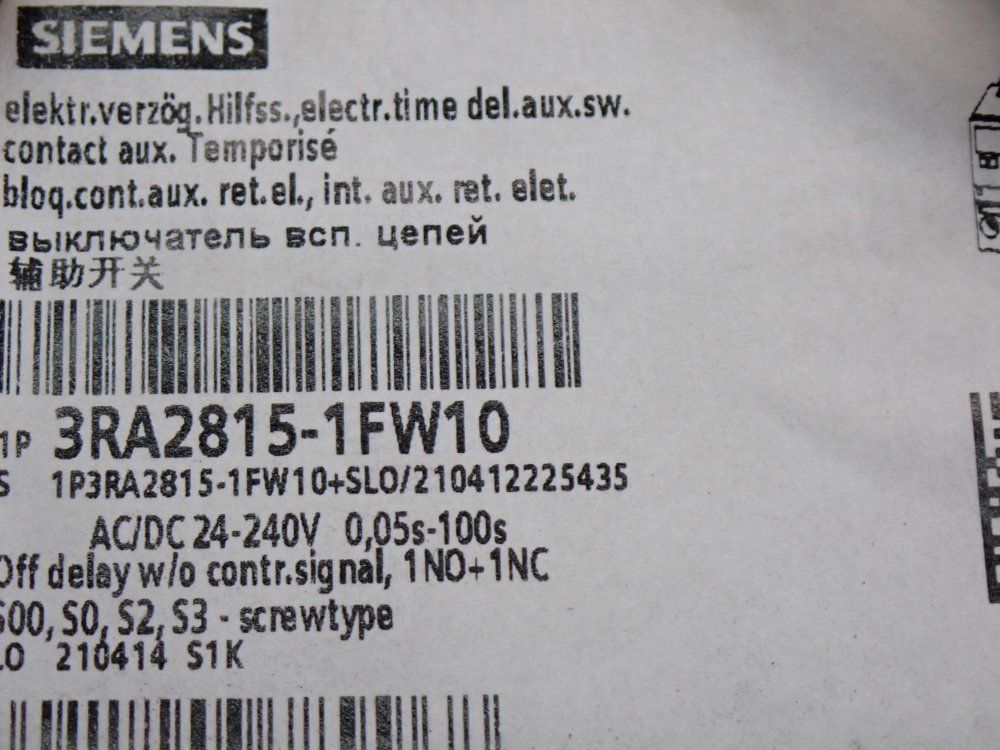 SIEMENS
elektr.verzög.Hilfss.,electr.time del.aux.sw.
contact aux. Temporisé
bloq.cont.aux. ret.el., int. aux. ret. elet.
выключатель всп. цепей
辅助开关
1P 3RA2815-1FW10
S 1P3RA2815-1FW10+SLO/210412225435
AC/DC 24-240V 0,05s-100s
Off delay w/o contr.signal, 1NO+1NC
S00, S0, S2, S3 - screwtype
LO 210414 S1K